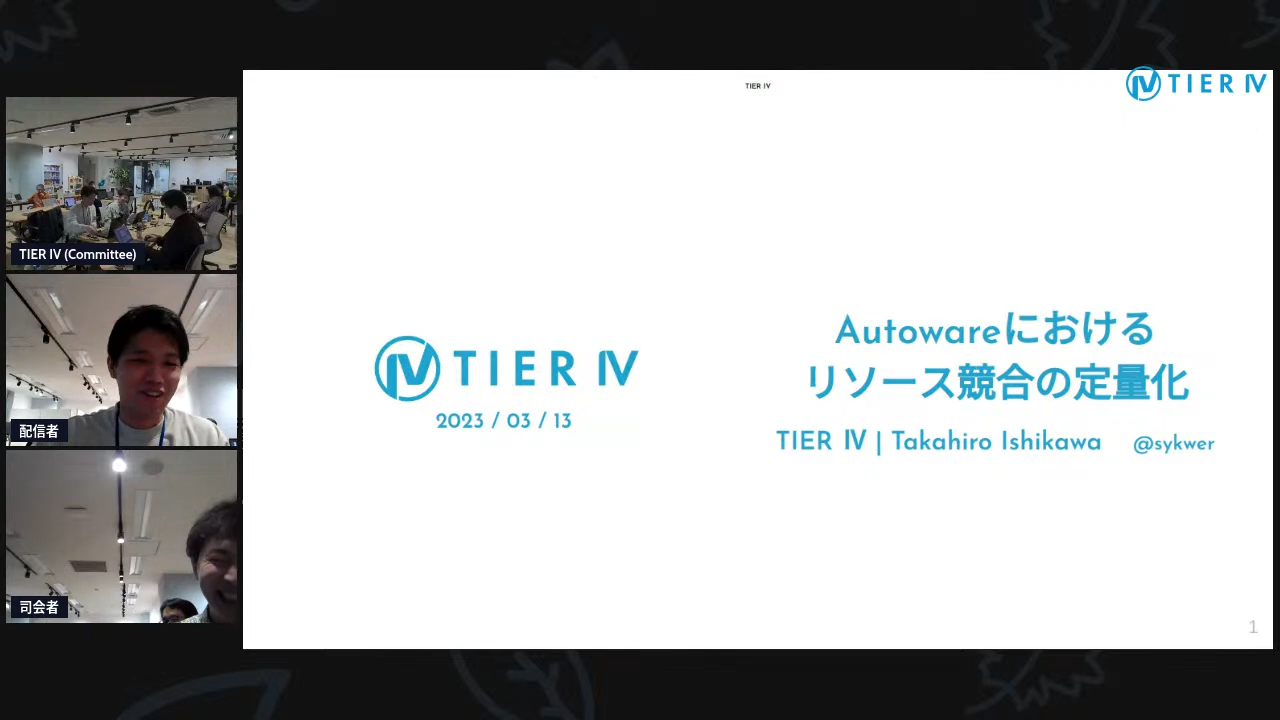 TIER IV
TIER IV
TIER IV (Committee)
配信者
司会者
TIER IV
2023 / 03 / 13
Autowareにおける
リソース競合の定量化
TIER IV | Takahiro Ishikawa @sykwer
1